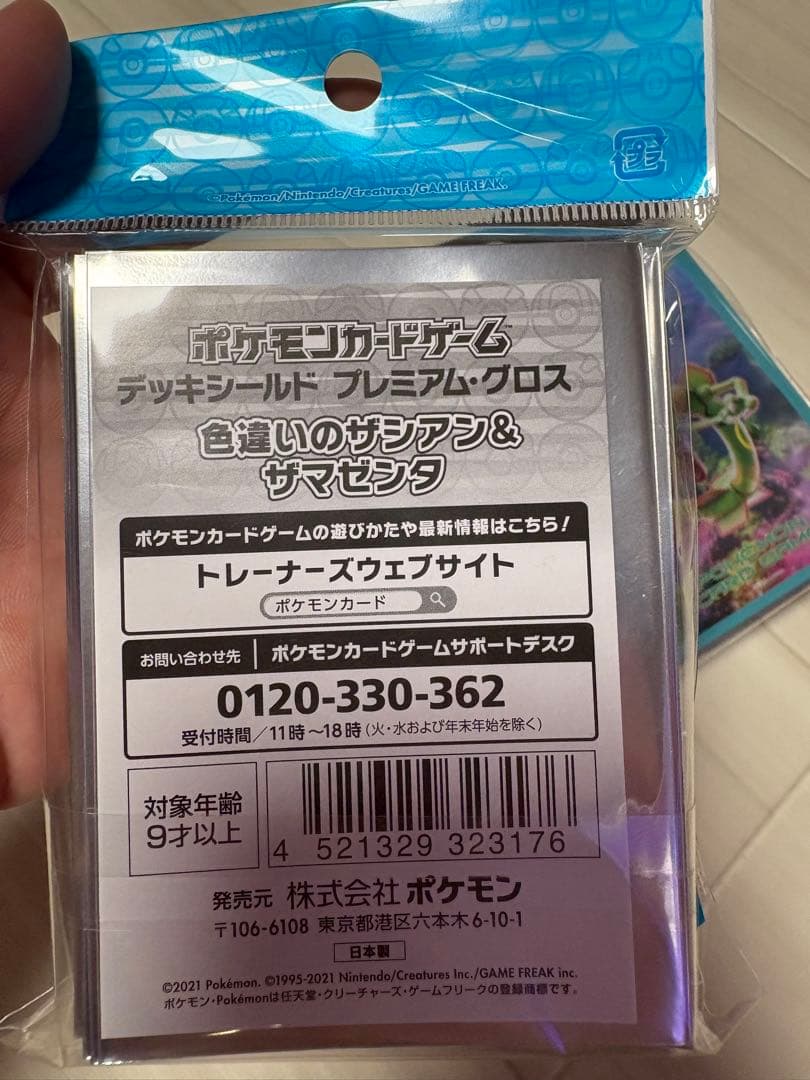 ©Pokémon/Nintendo/Creatures/GAME FREAK.
プラ
ポケモンカードゲーム™
デッキシールド プレミアム・グロス
色違いのザシアン&
ザマゼンタ
ポケモンカードゲームの遊びかたや最新情報はこちら!
トレーナーズウェブサイト
ポケモンカード
お問い合わせ先 ポケモンカードゲームサポートデスク
0120-330-362
受付時間/11時~18時(火・水および年末年始を除く)
対象年齢
9才以上
4 521329 323176
発売元 株式会社ポケモン
〒106-6108 東京都港区六本木6-10-1
日本製
©2021 Pokémon. ©1995-2021 Nintendo/Creatures Inc./GAME FREAK inc.
ポケモン・Pokémonは任天堂・クリーチャーズ・ゲームフリークの登録商標です。